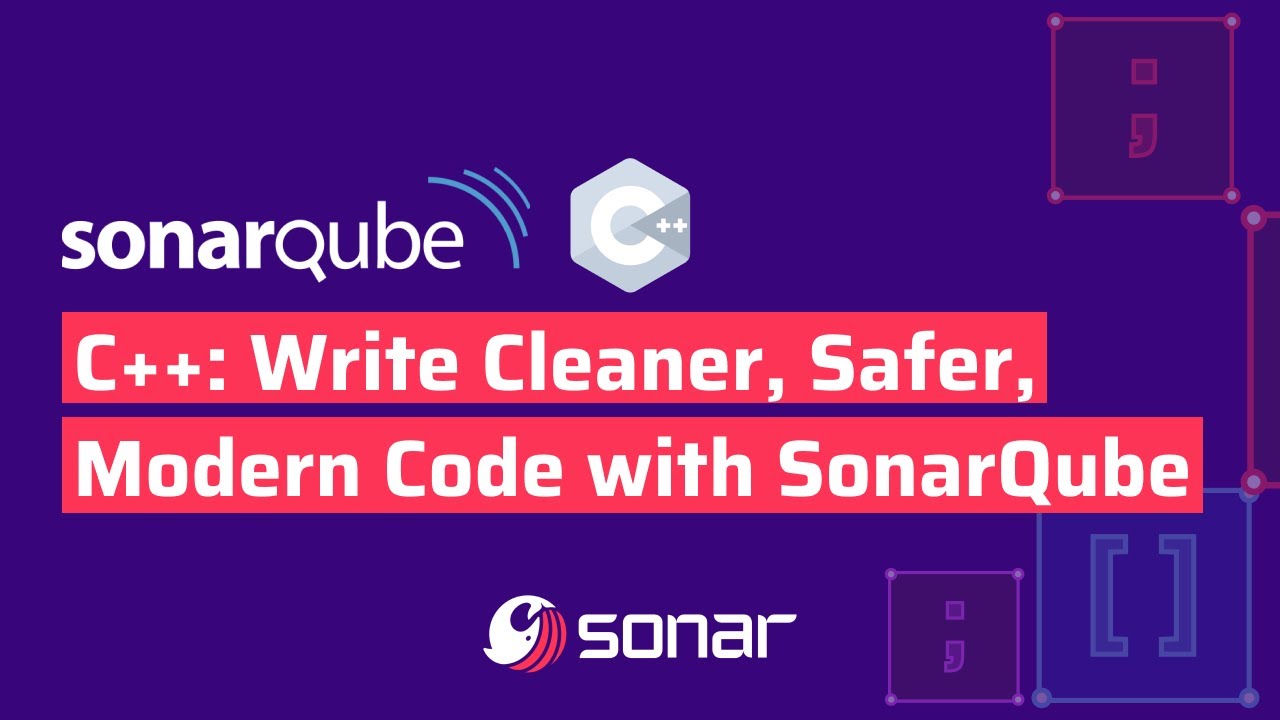 sonarqube
C++
C++: Write Cleaner, Safer,
Modern Code with SonarQube
sonar
;
;
[ ]